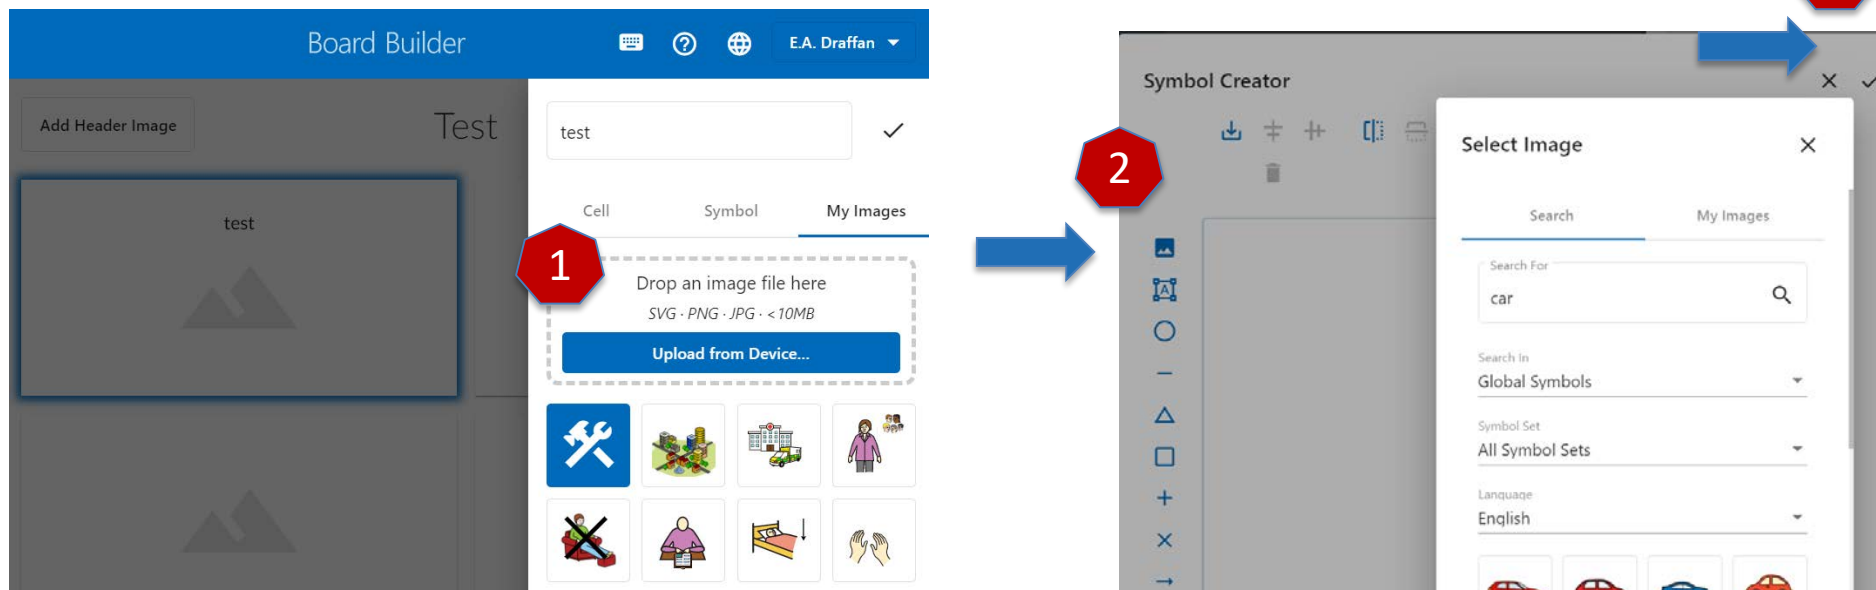 Board Builder
E.A. Draffan
Add Header Image
Test
test
test
Cell Symbol My Images
1
Drop an image file here
SVG · PNG · JPG · <10MB
Upload from Device...
2
Symbol Creator
A
Select Image
Search My Images
Search For
car
Search In
Global Symbols
Symbol Set
All Symbol Sets
Language
English